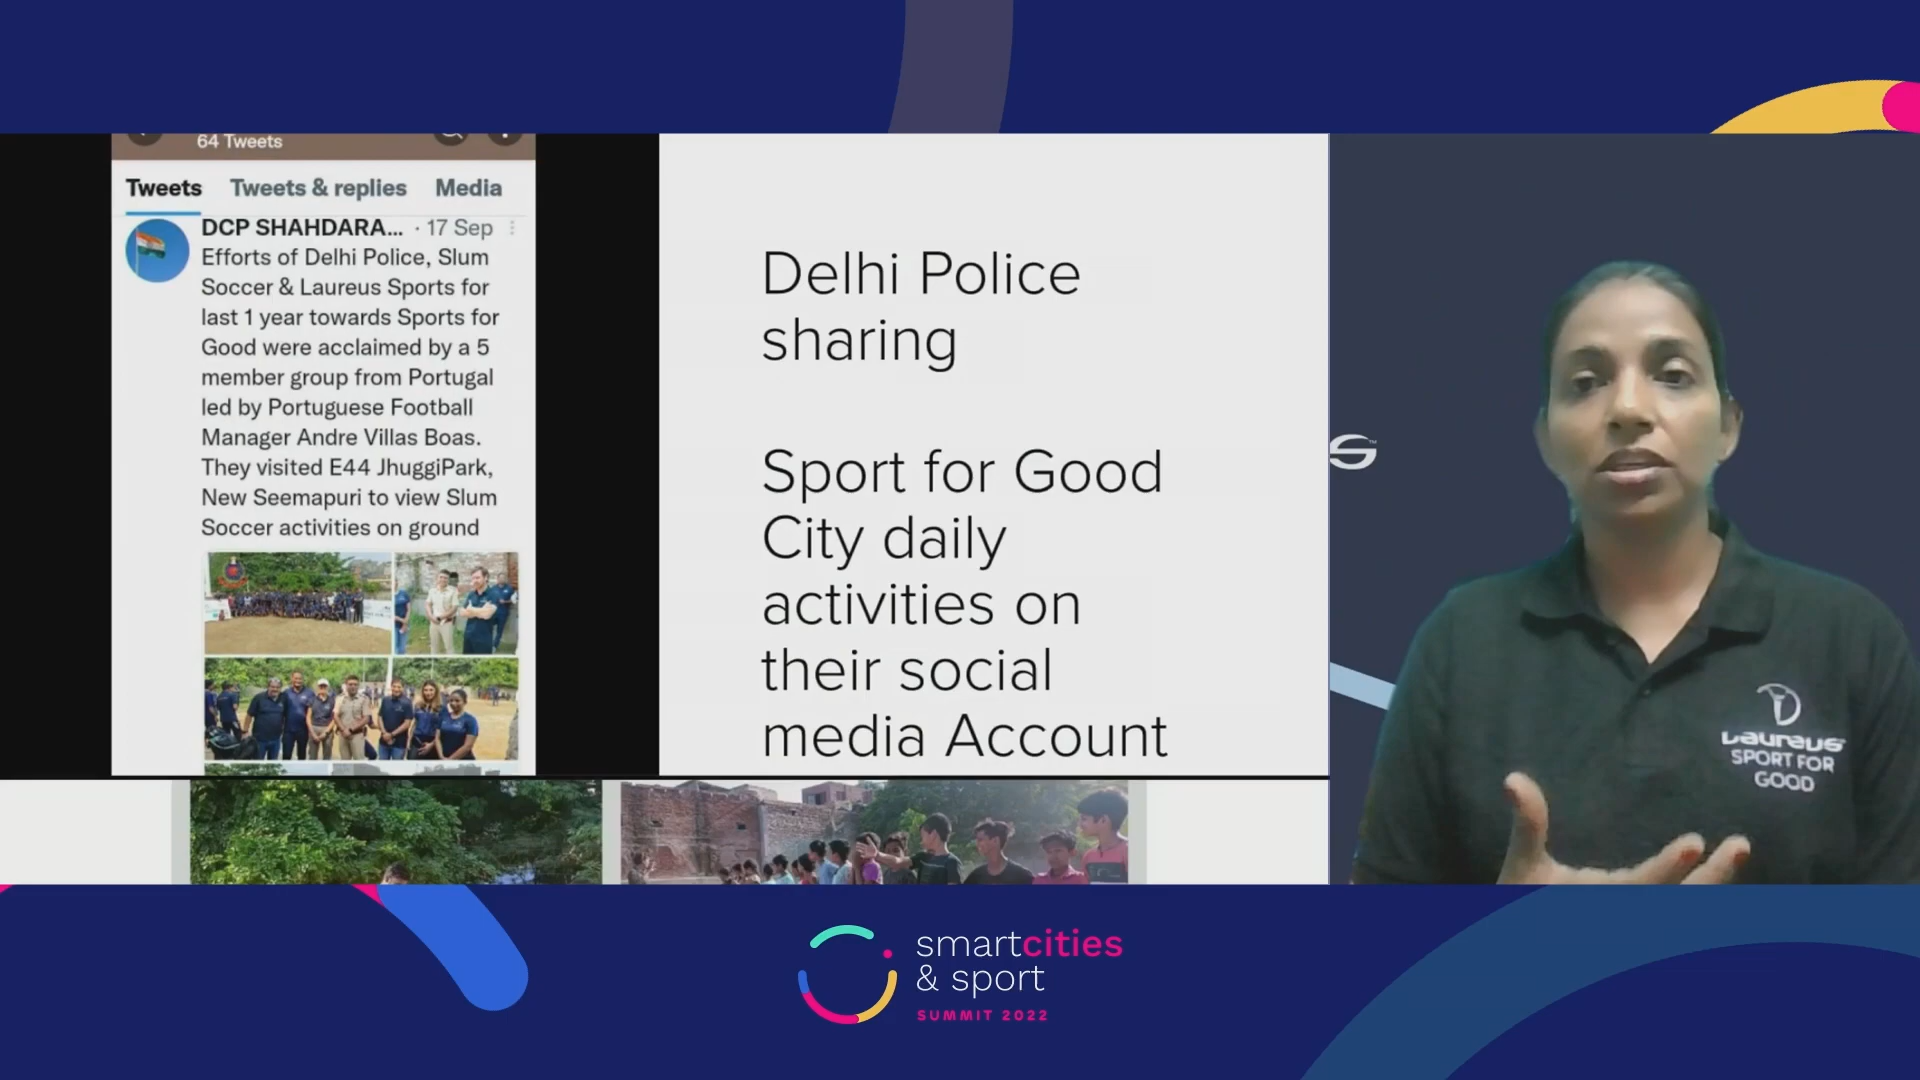 64 Tweets
Tweets Tweets & replies Media
DCP SHAHDARA... · 17 Sep
Efforts of Delhi Police, Slum
Soccer & Laureus Sports for
last 1 year towards Sports for
Good were acclaimed by a 5
member group from Portugal
led by Portuguese Football
Manager Andre Villas Boas.
They visited E44 JhuggiPark,
New Seemapuri to view Slum
Soccer activities on ground
Delhi Police
sharing
Sport for Good
City daily
activities on
their social
media Account
Laureus
SPORT FOR
GOOD
smartcities
& sport
SUMMIT 2022